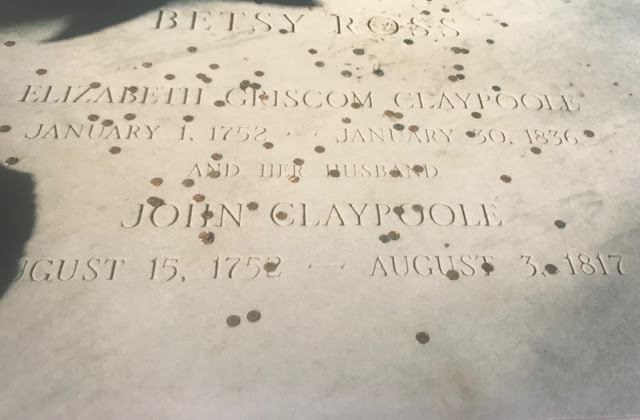 BETSY ROSS
ELIZABETH GRISCOM CLAYPOOLE
JANUARY 1, 1752 — JANUARY 30, 1836
AND HER HUSBAND
JOHN CLAYPOOLE
UGUST 15, 1752 — AUGUST 3, 1817